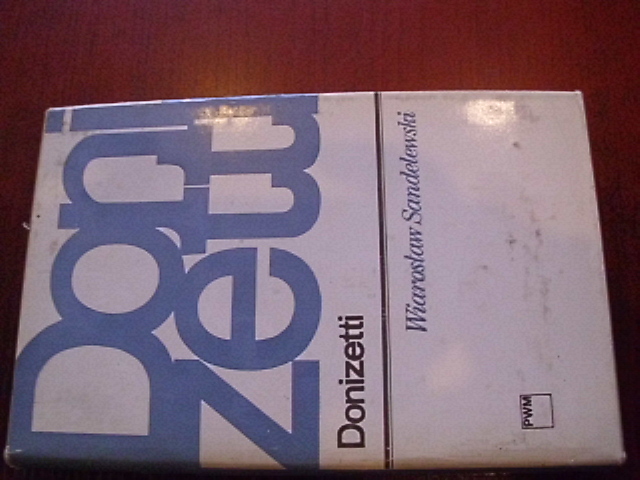 Doni
zetti
Donizetti
Wiarosław Sandelewski
PWM